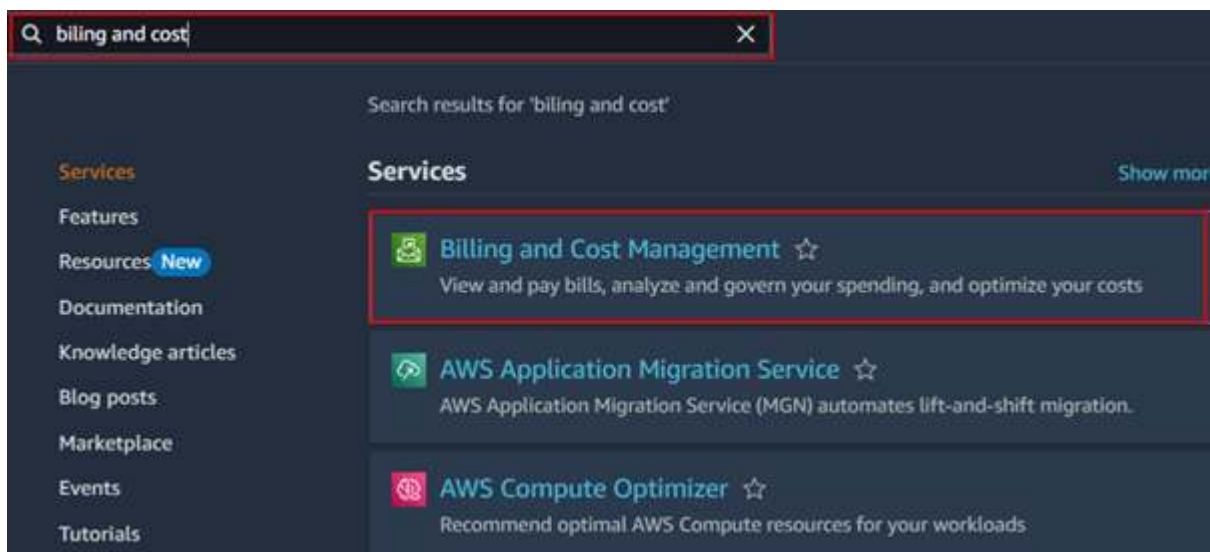 biling and cost
Search results for 'biling and cost'
Services
Features
Resources New
Documentation
Knowledge articles
Blog posts
Marketplace
Events
Tutorials
Services
Show mor
Billing and Cost Management
View and pay bills, analyze and govern your spending, and optimize your costs
AWS Application Migration Service
AWS Application Migration Service (MGN) automates lift-and-shift migration.
AWS Compute Optimizer
Recommend optimal AWS Compute resources for your workloads